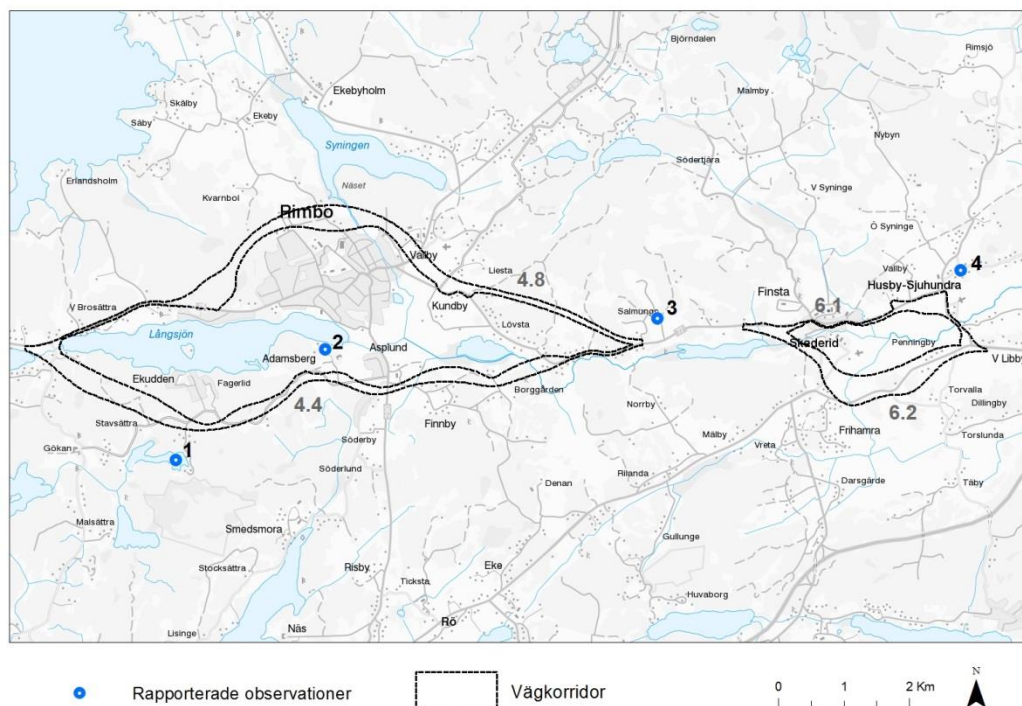 Björndalen
Rimsjö
Ekebyholm
Malmby
Skålby
Säby
Ekeby
Nybyn
Syningen
Södertjära
Erlandsholm
Näset
V Syninge
Kvarnbol
Rimbo
Ö Syninge
Vallby
Liesta
Vallby
4
Husby-Sjuhundra
4.8
Finsta
6.1
V Brosättra
Kundby
Salmunge
3
Långsjön
Lövsta
Skederid
Penningby
2
Asplund
Adamsberg
V Libby
Ekudden
Fagerlid
Borggården
Torvalla
4.4
6.2
Dillingby
Stavsättra
Finnby
Norrby
Frihamra
Torslunda
Gökan
1
Söderby
Mälby
Vreta
Söderlund
Rilanda
Denan
Darsgärde
Täby
Malsättra
Smedsmora
Gullunge
Stocksättra
Risby
Eke
Ticksta
Huvaborg
Rö
Lisinge
Näs
Rapporterade observationer
Vägkorridor
0 1 2 Km
N